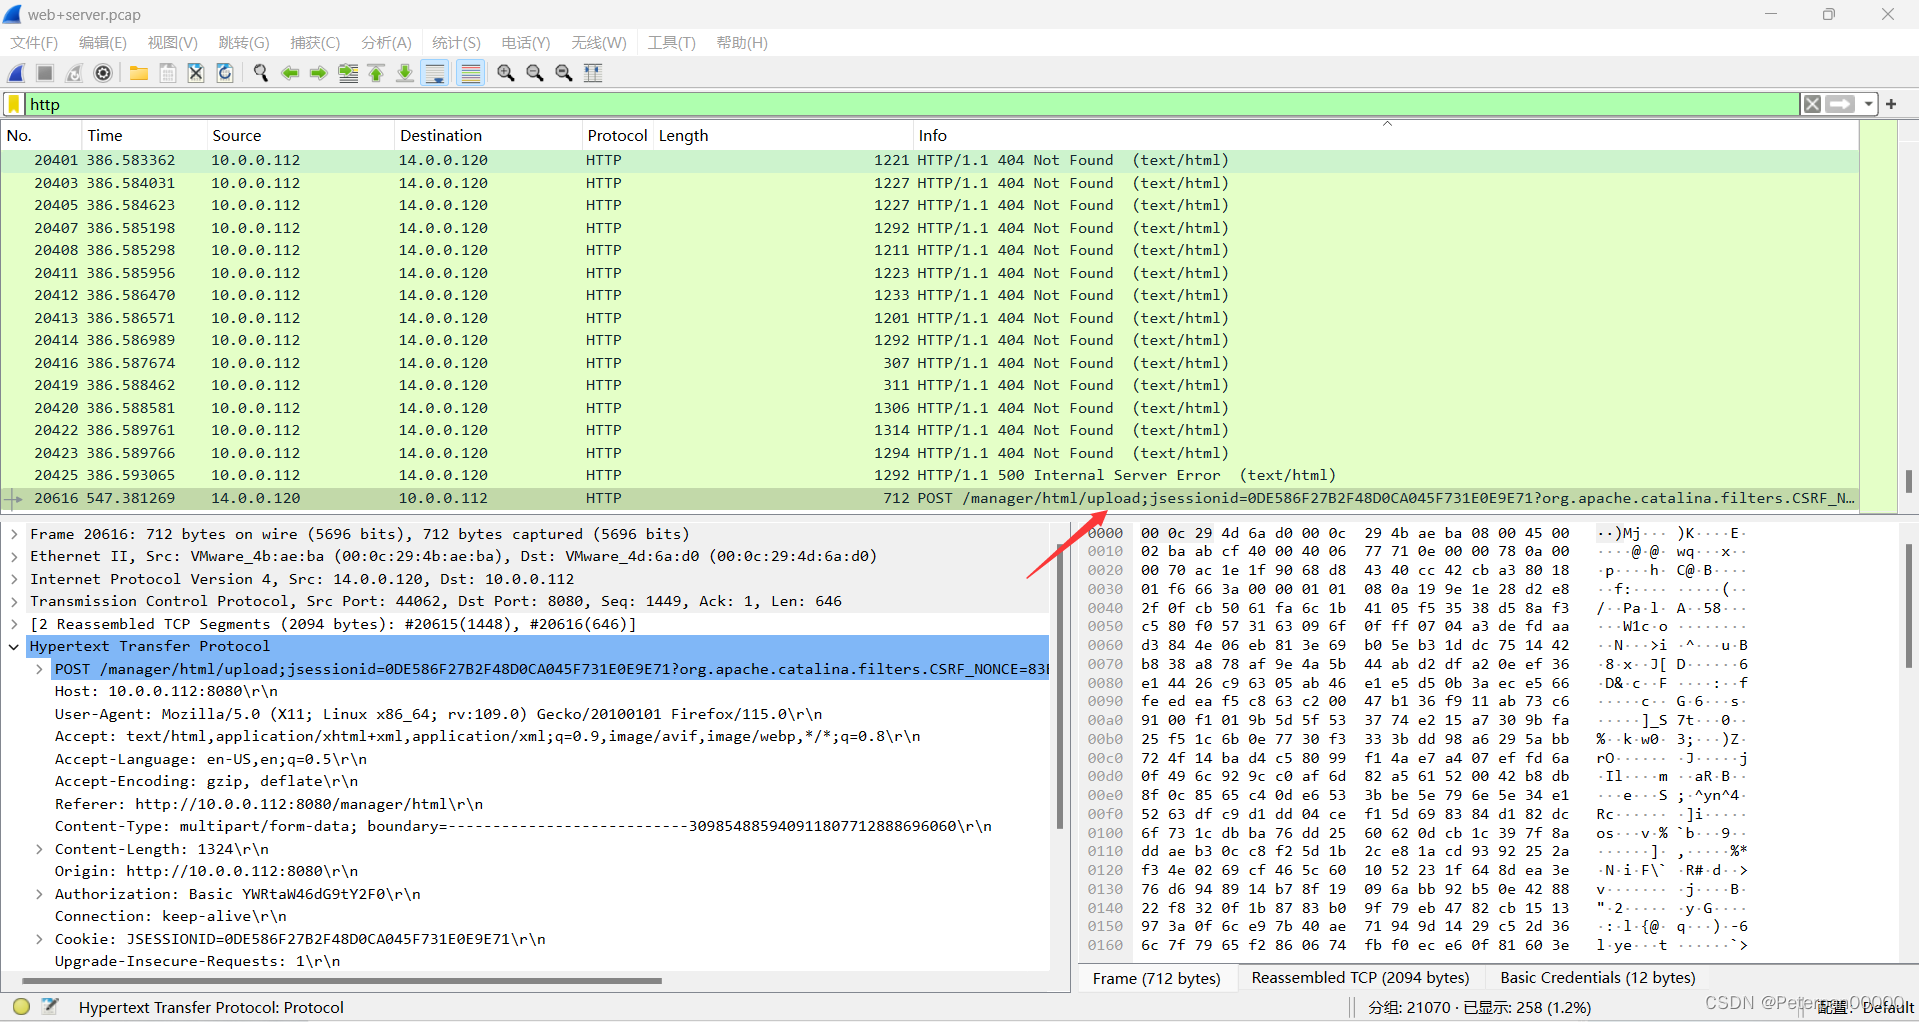 web+server.pcap
文件(F) 编辑(E) 视图(V) 跳转(G) 捕获(C) 分析(A) 统计(S) 电话(Y) 无线(W) 工具(T) 帮助(H)
http
No. Time Source Destination Protocol Length Info
20401 386.583362 10.0.0.112 14.0.0.120 HTTP 1221 HTTP/1.1 404 Not Found (text/html)
20403 386.584031 10.0.0.112 14.0.0.120 HTTP 1227 HTTP/1.1 404 Not Found (text/html)
20405 386.584623 10.0.0.112 14.0.0.120 HTTP 1227 HTTP/1.1 404 Not Found (text/html)
20407 386.585198 10.0.0.112 14.0.0.120 HTTP 1292 HTTP/1.1 404 Not Found (text/html)
20408 386.585298 10.0.0.112 14.0.0.120 HTTP 1211 HTTP/1.1 404 Not Found (text/html)
20411 386.585956 10.0.0.112 14.0.0.120 HTTP 1223 HTTP/1.1 404 Not Found (text/html)
20412 386.586470 10.0.0.112 14.0.0.120 HTTP 1233 HTTP/1.1 404 Not Found (text/html)
20413 386.586571 10.0.0.112 14.0.0.120 HTTP 1201 HTTP/1.1 404 Not Found (text/html)
20414 386.586989 10.0.0.112 14.0.0.120 HTTP 1292 HTTP/1.1 404 Not Found (text/html)
20416 386.587674 10.0.0.112 14.0.0.120 HTTP 307 HTTP/1.1 404 Not Found (text/html)
20419 386.588462 10.0.0.112 14.0.0.120 HTTP 311 HTTP/1.1 404 Not Found (text/html)
20420 386.588581 10.0.0.112 14.0.0.120 HTTP 1306 HTTP/1.1 404 Not Found (text/html)
20422 386.589761 10.0.0.112 14.0.0.120 HTTP 1314 HTTP/1.1 404 Not Found (text/html)
20423 386.589766 10.0.0.112 14.0.0.120 HTTP 1294 HTTP/1.1 404 Not Found (text/html)
20425 386.593065 10.0.0.112 14.0.0.120 HTTP 1292 HTTP/1.1 500 Internal Server Error (text/html)
20616 547.381269 14.0.0.120 10.0.0.112 HTTP 712 POST /manager/html/upload;jsessionid=0DE586F27B2F48D0CA045F731E0E9E71?org.apache.catalina.filters.CSRF_N…
Frame 20616: 712 bytes on wire (5696 bits), 712 bytes captured (5696 bits)
Ethernet II, Src: VMware_4b:ae:ba (00:0c:29:4b:ae:ba), Dst: VMware_4d:6a:d0 (00:0c:29:4d:6a:d0)
Internet Protocol Version 4, Src: 14.0.0.120, Dst: 10.0.0.112
Transmission Control Protocol, Src Port: 44062, Dst Port: 8080, Seq: 1449, Ack: 1, Len: 646
[2 Reassembled TCP Segments (2094 bytes): #20615(1448), #20616(646)]
Hypertext Transfer Protocol
POST /manager/html/upload;jsessionid=0DE586F27B2F48D0CA045F731E0E9E71?org.apache.catalina.filters.CSRF_NONCE=83
Host: 10.0.0.112:8080\r\n
User-Agent: Mozilla/5.0 (X11; Linux x86_64; rv:109.0) Gecko/20100101 Firefox/115.0\r\n
Accept: text/html,application/xhtml+xml,application/xml;q=0.9,image/avif,image/webp,*/*;q=0.8\r\n
Accept-Language: en-US,en;q=0.5\r\n
Accept-Encoding: gzip, deflate\r\n
Referer: http://10.0.0.112:8080/manager/html\r\n
Content-Type: multipart/form-data; boundary=---------------------------309854885940911807712888696060\r\n
Content-Length: 1324\r\n
Origin: http://10.0.0.112:8080\r\n
Authorization: Basic YWRtaW46dG9tY2F0\r\n
Connection: keep-alive\r\n
Cookie: JSESSIONID=0DE586F27B2F48D0CA045F731E0E9E71\r\n
Upgrade-Insecure-Requests: 1\r\n
0000 00 0c 29 4d 6a d0 00 0c 29 4b ae ba 08 00 45 00 ··)Mj··· )K····E·
0010 02 ba ab cf 40 00 40 06 77 71 0e 00 00 78 0a 00 ····@·@· wq···x··
0020 00 70 ac 1e 1f 90 68 d8 43 40 cc 42 cb a3 80 18 ·p····h· C@·B····
0030 01 f6 66 3a 00 00 01 01 08 0a 19 9e 1e 28 d2 e8 ··f:···· ·····(··
0040 2f 0f cb 50 61 fa 6c 1b 41 05 f5 35 38 d5 8a f3 /··Pa·l· A··58···
0050 c5 80 f0 57 31 63 09 6f 0f ff 07 04 a3 de fd aa ···W1c·o ········
0060 d3 84 4e 06 eb 81 3e 69 b0 5e b3 1d dc 75 14 42 ··N···>i ·^···u·B
0070 b8 38 a8 78 af 9e 4a 5b 44 ab d2 df a2 0e ef 36 ·8·x··J[ D······6
0080 e1 44 26 c9 63 05 ab 46 e1 e5 d5 0b 3a ec e5 66 ·D&·c··F ····:··f
0090 fe ed ea f5 c8 63 c2 00 47 b1 36 f9 11 ab 73 c6 ·····c·· G·6···s·
00a0 91 00 f1 01 9b 5d 5f 53 37 74 e2 15 a7 30 9b fa ·····]_S 7t···0··
00b0 25 f5 1c 6b 0e 77 30 f3 33 3b dd 98 a6 29 5a bb %··k·w0· 3;···)Z·
00c0 72 4f 14 ba d4 c5 80 99 f1 4a e7 a4 07 ef fd 6a rO······ ·J·····j
00d0 0f 49 6c 92 9c c0 af 6d 82 a5 61 52 00 42 b8 db ·Il····m ··aR·B··
00e0 8f 0c 85 65 c4 0d e6 53 3b be 5e 79 6e 5e 34 e1 ···e···S ;·^yn^4·
00f0 52 63 df c9 d1 dd 04 ce f1 5d 69 83 84 d1 82 dc Rc······ ·]i·····
0100 6f 73 1c db ba 76 dd 25 60 62 0d cb 1c 39 7f 8a os···v·% `b···9··
0110 dd ae b3 0c c8 f2 5d 1b 2c e8 1a cd 93 92 25 2a ······]· ,·····%*
0120 f3 4e 02 69 cf 46 5c 60 10 52 23 1f 64 8d ea 3e ·N·i·F\` ·R#·d··>
0130 76 d6 94 89 14 b7 8f 19 09 6a bb 92 b5 0e 42 88 v······· ·j····B·
0140 22 f8 32 0f 1b 87 83 b0 9f 79 eb 47 82 cb 15 13 "·2····· ·y·G····
0150 97 3a 0f 6c e9 7b 40 ae 71 94 9d 14 29 c5 2d 36 ·:·l·{@· q···)·-6
0160 6c 7f 79 65 f2 86 06 74 fb f0 ec e6 0f 81 60 3e l·ye···t ······`>
Frame (712 bytes) Reassembled TCP (2094 bytes) Basic Credentials (12 bytes)
Hypertext Transfer Protocol: Protocol
分组: 21070 · 已显示: 258 (1.2%)
配置: Default